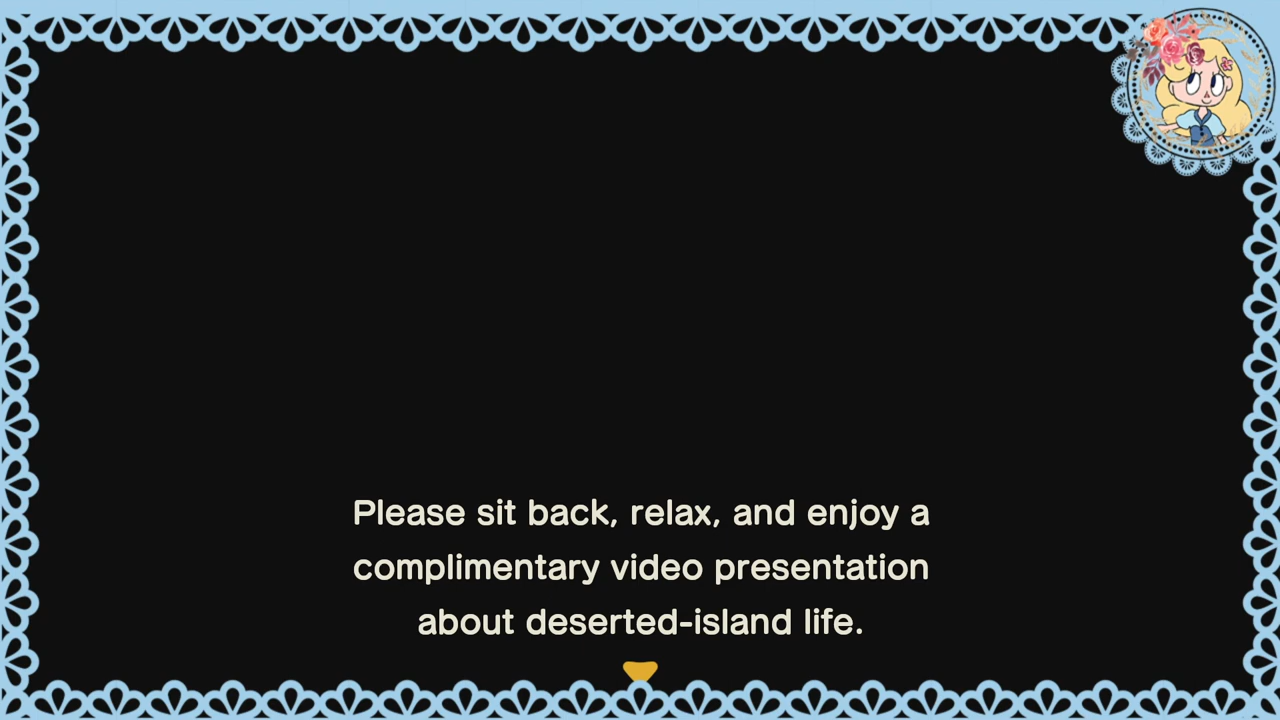 Please sit back, relax, and enjoy a
complimentary video presentation
about deserted-island life.